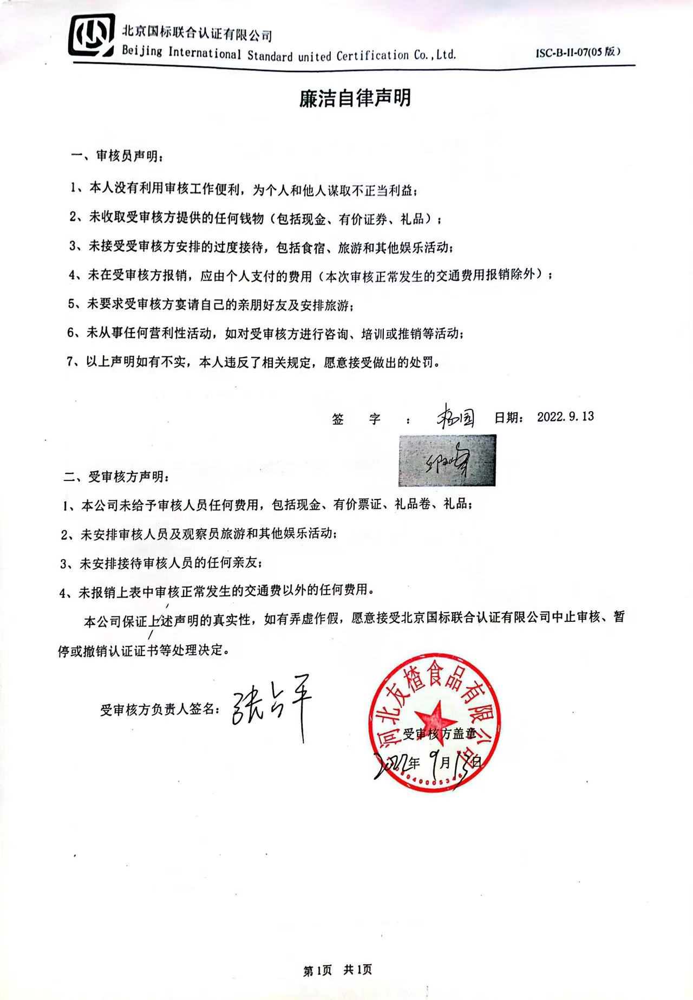 北京国标联合认证有限公司
Beijing International Standard united Certification Co.,Ltd.
ISC-B-II-07(05版)
廉洁自律声明
一、审核员声明：
1、本人没有利用审核工作便利，为个人和他人谋取不正当利益；
2、未收取受审核方提供的任何钱物（包括现金、有价证券、礼品）；
3、未接受受审核方安排的过度接待，包括食宿、旅游和其他娱乐活动；
4、未在受审核方报销，应由个人支付的费用（本次审核正常发生的交通费用报销除外）；
5、未要求受审核方宴请自己的亲朋好友及安排旅游；
6、未从事任何营利性活动，如对受审核方进行咨询、培训或推销等活动；
7、以上声明如有不实，本人违反了相关规定，愿意接受做出的处罚。
签 字 ： 杨园 日期： 2022.9.13
二、受审核方声明：
1、本公司未给予审核人员任何费用，包括现金、有价票证、礼品卷、礼品；
2、未安排审核人员及观察员旅游和其他娱乐活动；
3、未安排接待审核人员的任何亲友；
4、未报销上表中审核正常发生的交通费以外的任何费用。
本公司保证上述声明的真实性，如有弄虚作假，愿意接受北京国标联合认证有限公司中止审核、暂
停或撤销认证证书等处理决定。
河北友楂食品有限公司
受审核方负责人签名：
受审核方盖章
2022年 9月13日
第1页 共1页